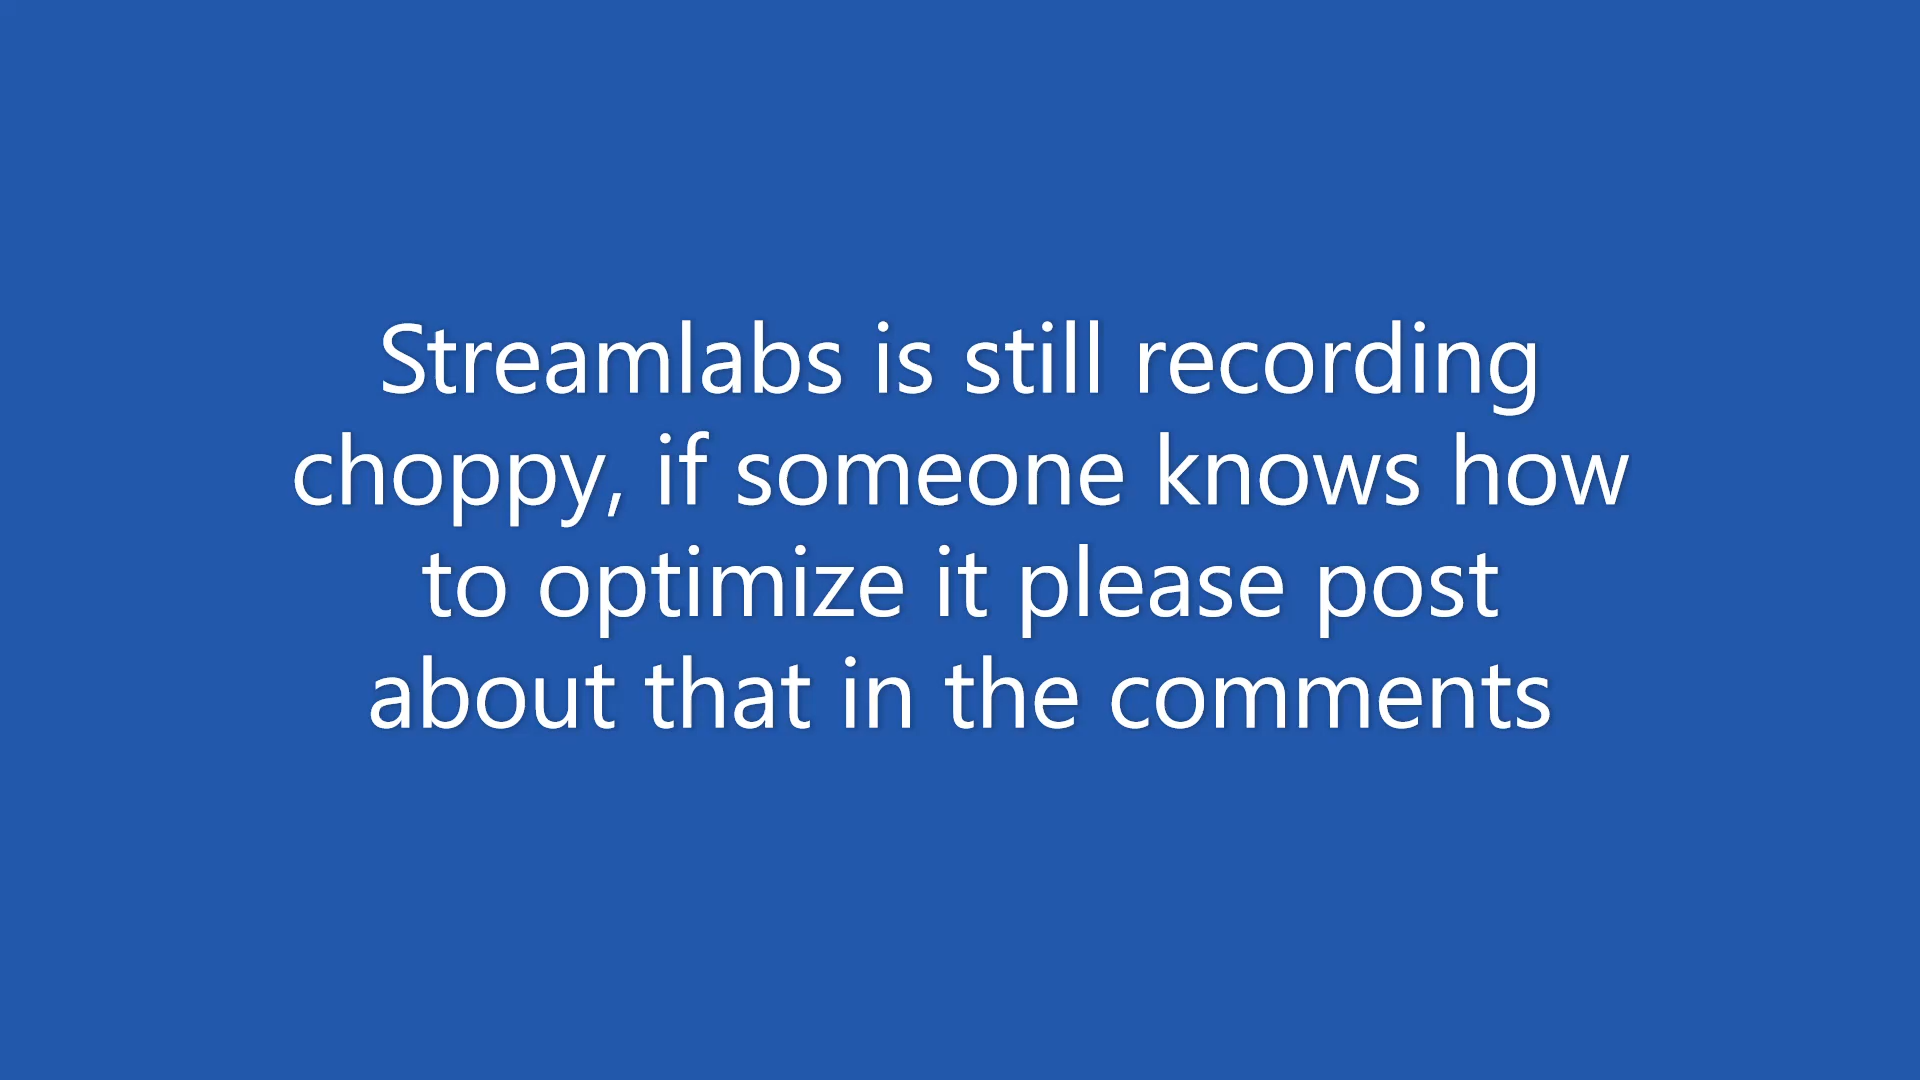 Streamlabs is still recording
choppy, if someone knows how
to optimize it please post
about that in the comments